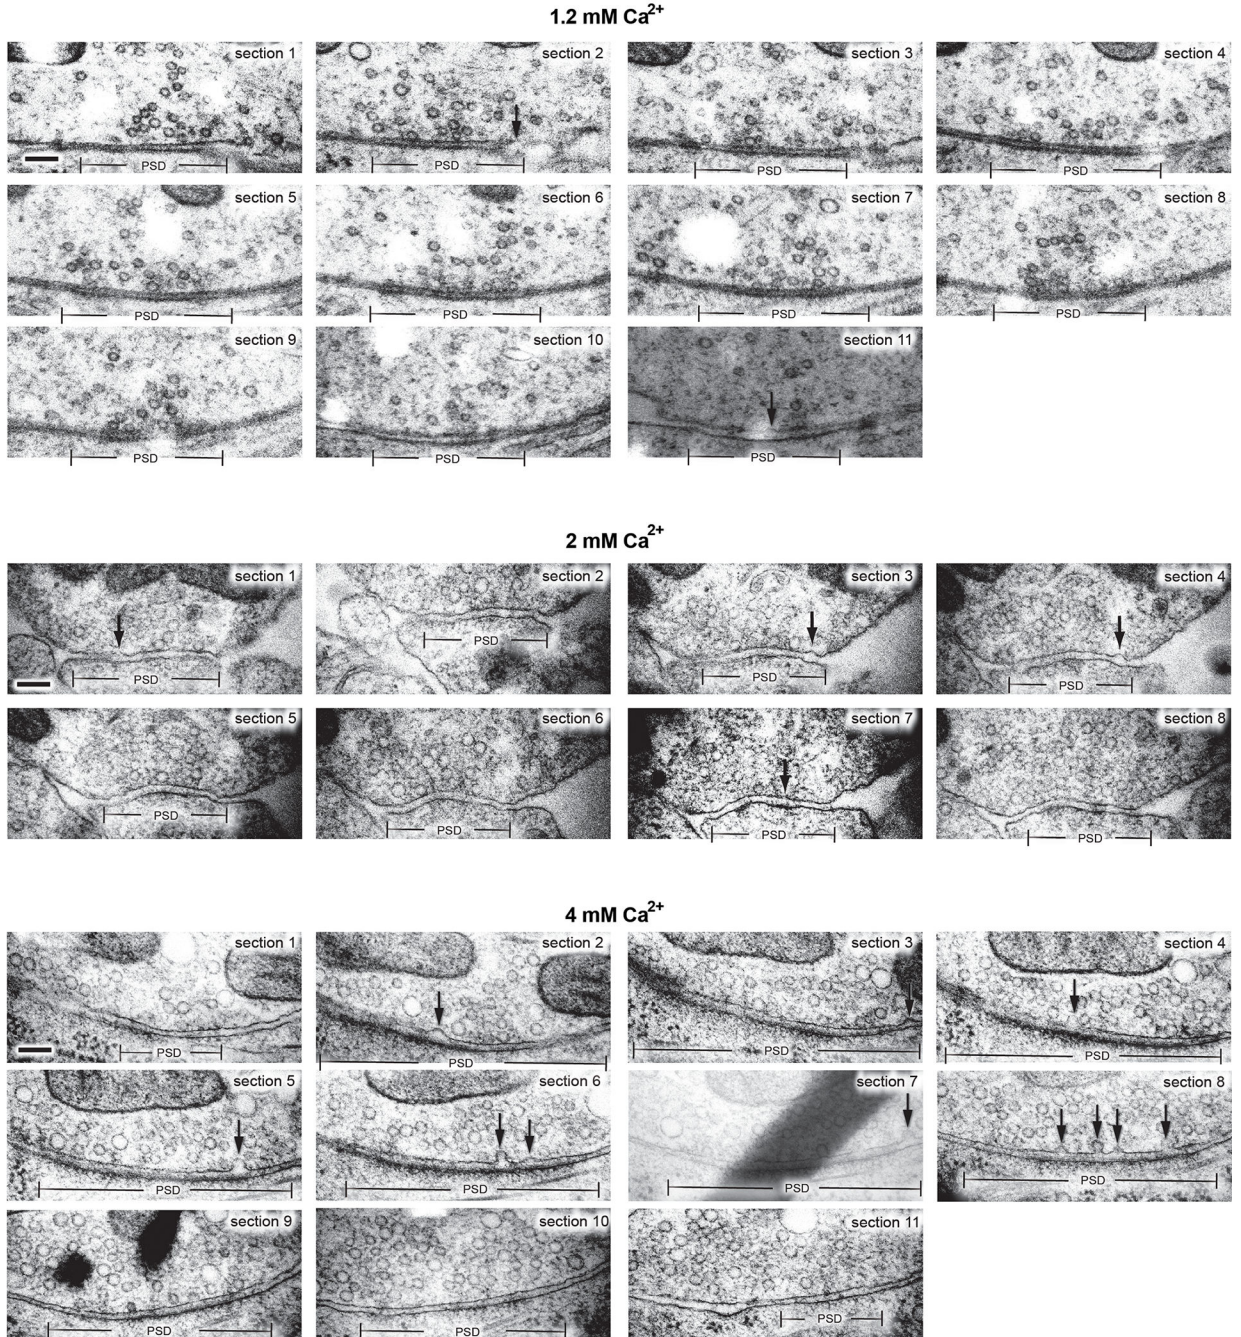 1.2 mM Ca2+
section 1
section 2
section 3
section 4
PSD
PSD
PSD
PSD
section 5
section 6
section 7
section 8
PSD
PSD
PSD
PSD
section 9
section 10
section 11
PSD
PSD
PSD
2 mM Ca2+
section 1
section 2
section 3
section 4
PSD
PSD
PSD
PSD
section 5
section 6
section 7
section 8
PSD
PSD
PSD
PSD
4 mM Ca2+
section 1
section 2
section 3
section 4
PSD
PSD
PSD
PSD
section 5
section 6
section 7
section 8
PSD
PSD
PSD
PSD
section 9
section 10
section 11
PSD
PSD
PSD